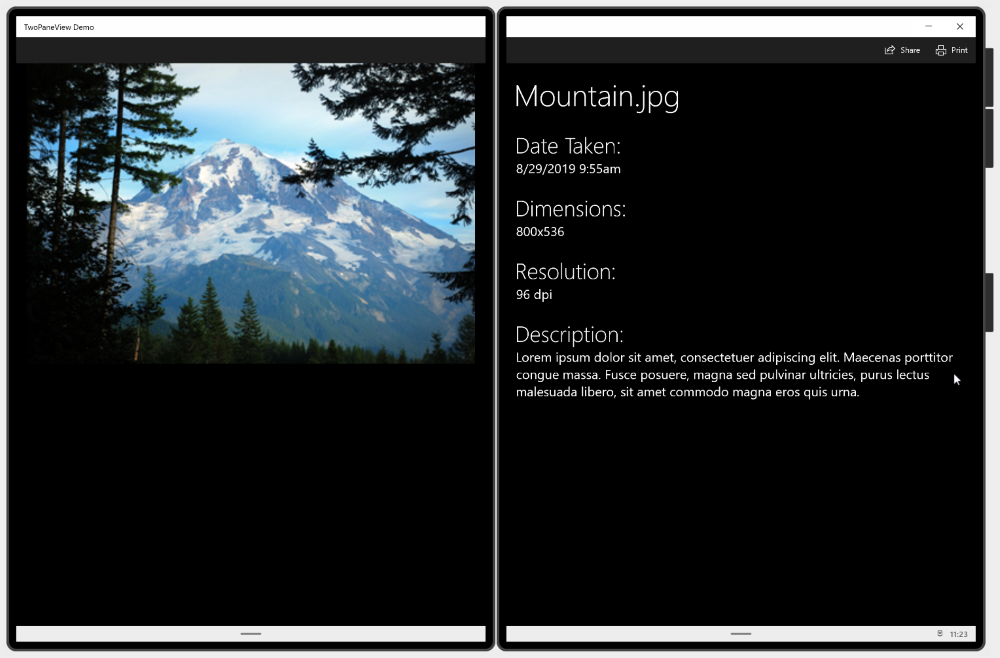 TwoPaneView Demo
Share Print
Mountain.jpg
Date Taken:
8/29/2019 9:55am
Dimensions:
800x536
Resolution:
96 dpi
Description:
Lorem ipsum dolor sit amet, consectetuer adipiscing elit. Maecenas porttitor
congue massa. Fusce posuere, magna sed pulvinar ultricies, purus lectus
malesuada libero, sit amet commodo magna eros quis urna.
11:23